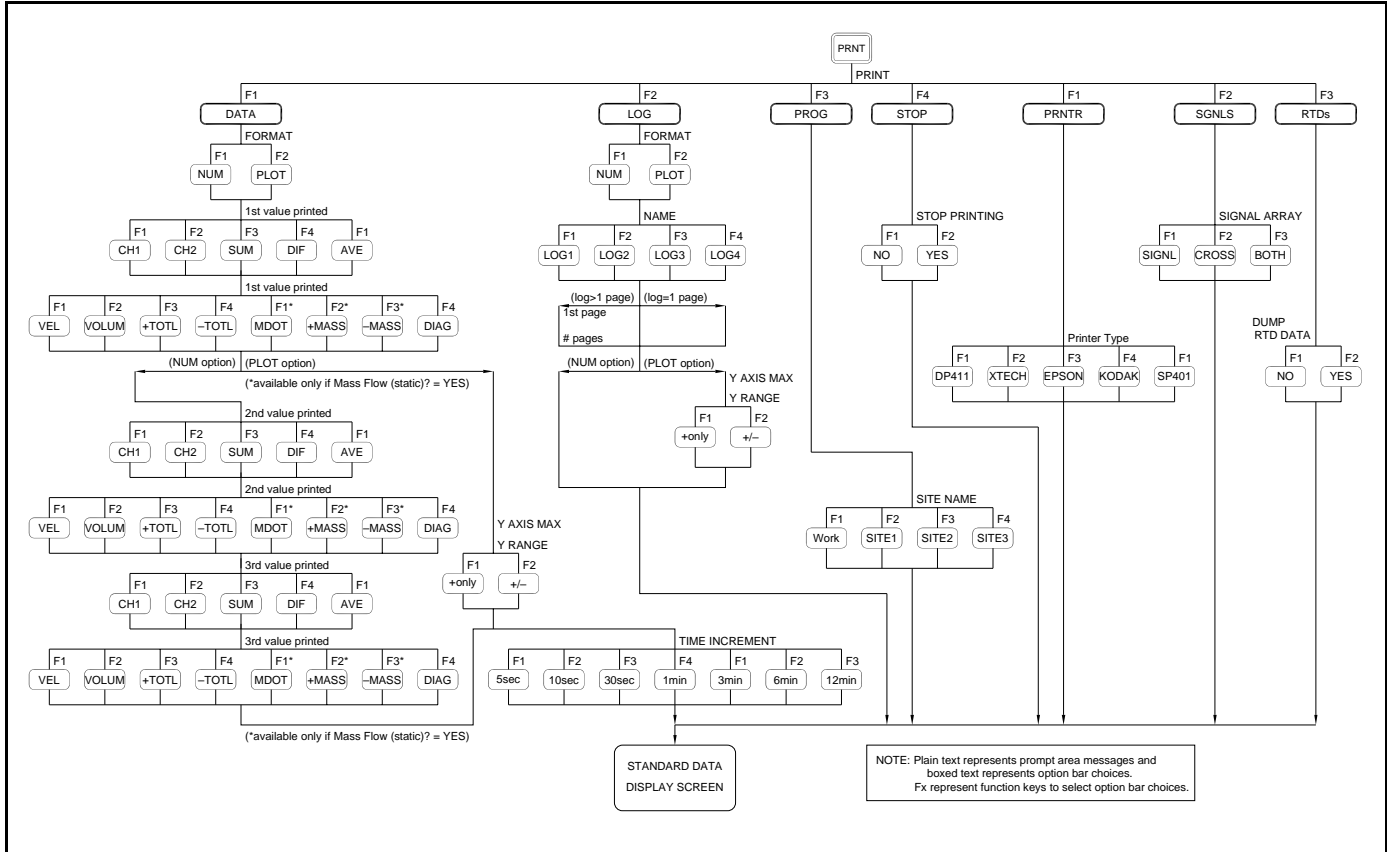 PRNT
PRINT
F1 F2 F3 F4 F1 F2 F3
DATA LOG PROG STOP PRNTR SGNLS RTDs
FORMAT FORMAT
F1 F2 F1 F2
NUM PLOT NUM PLOT
1st value printed NAME STOP PRINTING SIGNAL ARRAY
F1 F2 F3 F4 F1 F1 F2 F3 F4 F1 F2 F1 F2 F3
CH1 CH2 SUM DIF AVE LOG1 LOG2 LOG3 LOG4 NO YES SIGNL CROSS BOTH
1st value printed (log>1 page) (log=1 page)
F1 F2 F3 F4 F1* F2* F3* F4 1st page
VEL VOLUM +TOTL –TOTL MDOT +MASS –MASS DIAG # pages
DUMP
RTD DATA
Printer Type
F1 F2 F3 F4 F1 F1 F2
DP411 XTECH EPSON KODAK SP401 NO YES
(NUM option) (PLOT option) (NUM option) (PLOT option)
(*available only if Mass Flow (static)? = YES) Y AXIS MAX
Y RANGE
F1 F2
+only +/–
2nd value printed
F1 F2 F3 F4 F1
CH1 CH2 SUM DIF AVE
2nd value printed SITE NAME
F1 F2 F3 F4 F1* F2* F3* F4 F1 F2 F3 F4
VEL VOLUM +TOTL –TOTL MDOT +MASS –MASS DIAG Work SITE1 SITE2 SITE3
Y AXIS MAX
Y RANGE
F1 F2
+only +/–
3rd value printed
F1 F2 F3 F4 F1
CH1 CH2 SUM DIF AVE
3rd value printed TIME INCREMENT
F1 F2 F3 F4 F1* F2* F3* F4 F1 F2 F3 F4 F1 F2 F3
VEL VOLUM +TOTL –TOTL MDOT +MASS –MASS DIAG 5sec 10sec 30sec 1min 3min 6min 12min
(*available only if Mass Flow (static)? = YES)
STANDARD DATA
DISPLAY SCREEN
NOTE: Plain text represents prompt area messages and
boxed text represents option bar choices.
Fx represent function keys to select option bar choices.